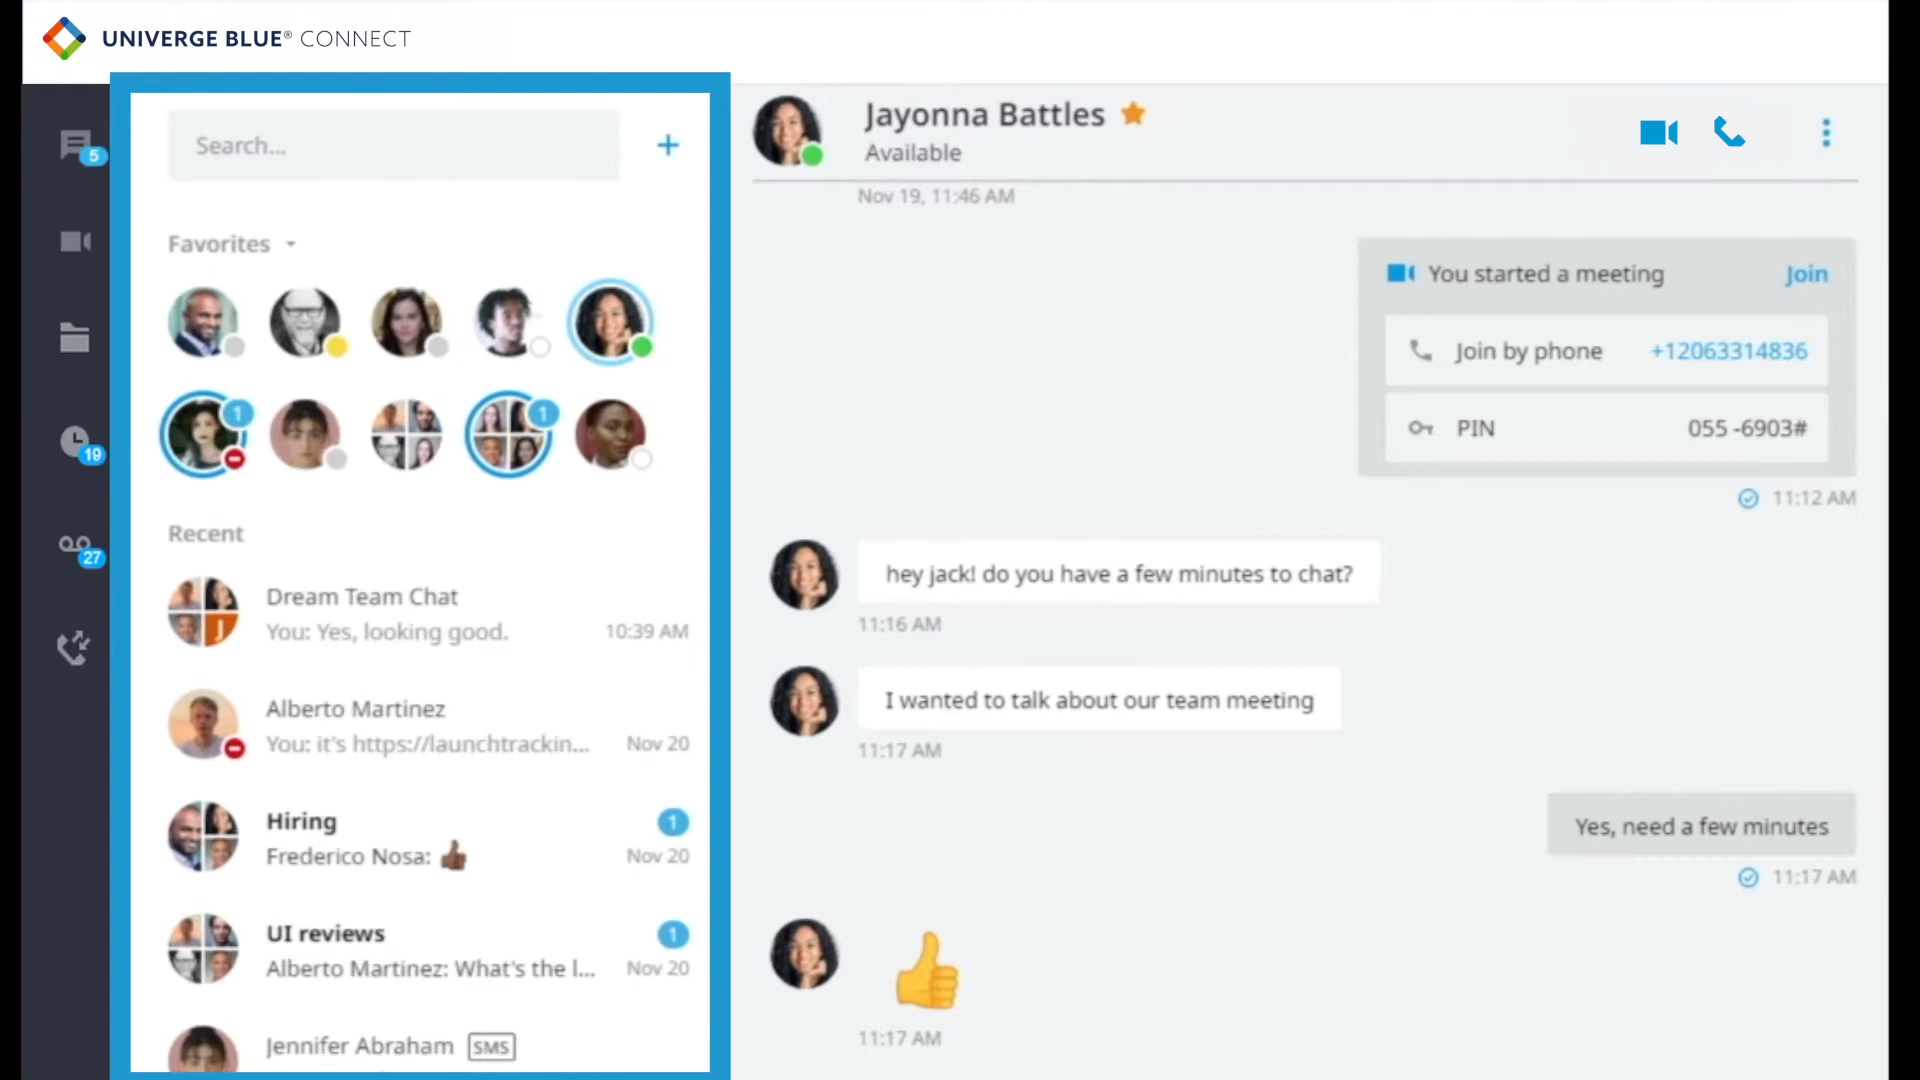 UNIVERGE BLUE® CONNECT
5
19
27
Search...
+
Favorites
1
1
Recent
Dream Team Chat
You: Yes, looking good.
10:39 AM
J
Alberto Martinez
You: it's https://launchtrackin...
Nov 20
Hiring
1
Frederico Nosa:
Nov 20
UI reviews
1
Alberto Martinez: What's the l...
Nov 20
Jennifer Abraham SMS
Jayonna Battles
Available
Nov 19, 11:46 AM
You started a meeting
Join
Join by phone
+12063314836
PIN
055 -6903#
11:12 AM
hey jack! do you have a few minutes to chat?
11:16 AM
I wanted to talk about our team meeting
11:17 AM
Yes, need a few minutes
11:17 AM
11:17 AM